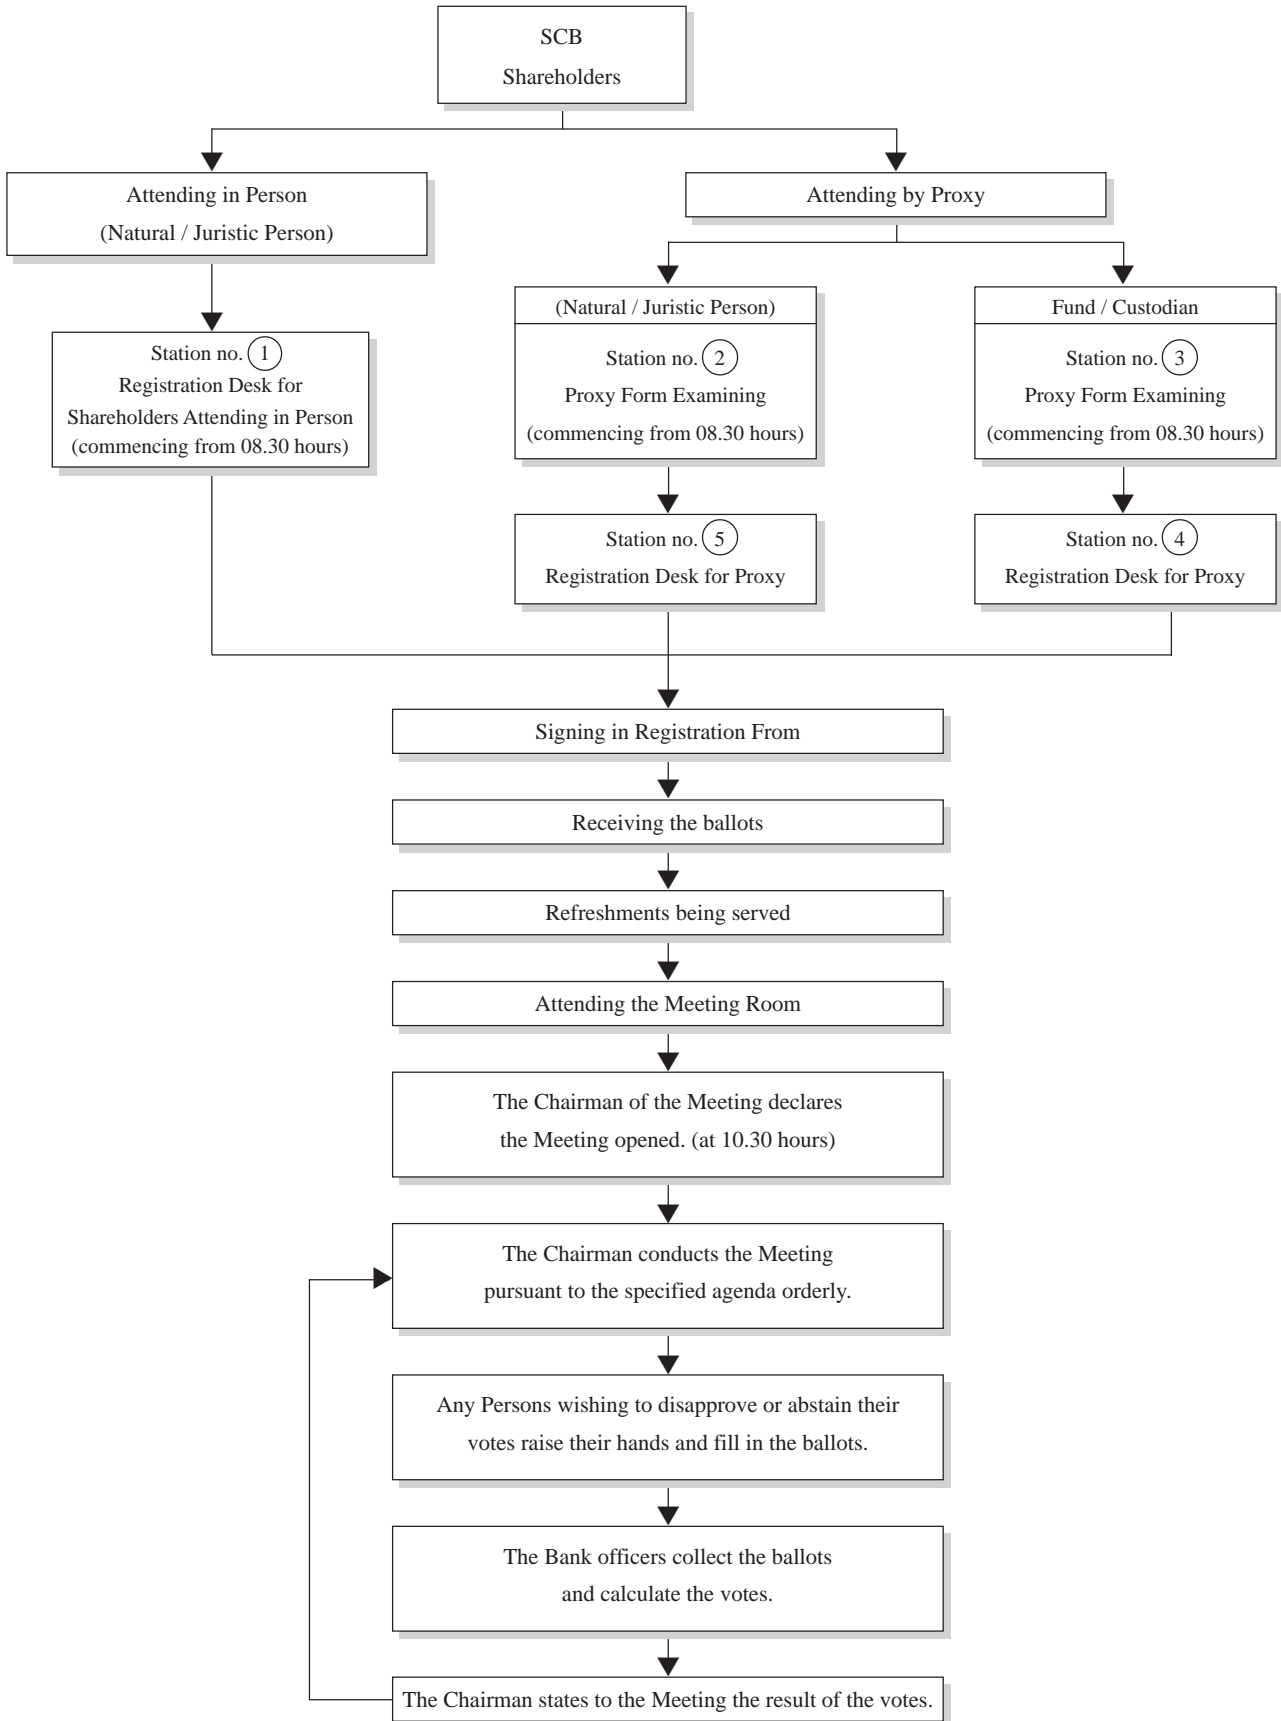 SCB
Shareholders
Attending in Person
(Natural / Juristic Person)
Attending by Proxy
Station no. 1
Registration Desk for
Shareholders Attending in Person
(commencing from 08.30 hours)
(Natural / Juristic Person)
Station no. 2
Proxy Form Examining
(commencing from 08.30 hours)
Fund / Custodian
Station no. 3
Proxy Form Examining
(commencing from 08.30 hours)
Station no. 5
Registration Desk for Proxy
Station no. 4
Registration Desk for Proxy
Signing in Registration From
Receiving the ballots
Refreshments being served
Attending the Meeting Room
The Chairman of the Meeting declares
the Meeting opened. (at 10.30 hours)
The Chairman conducts the Meeting
pursuant to the specified agenda orderly.
Any Persons wishing to disapprove or abstain their
votes raise their hands and fill in the ballots.
The Bank officers collect the ballots
and calculate the votes.
The Chairman states to the Meeting the result of the votes.